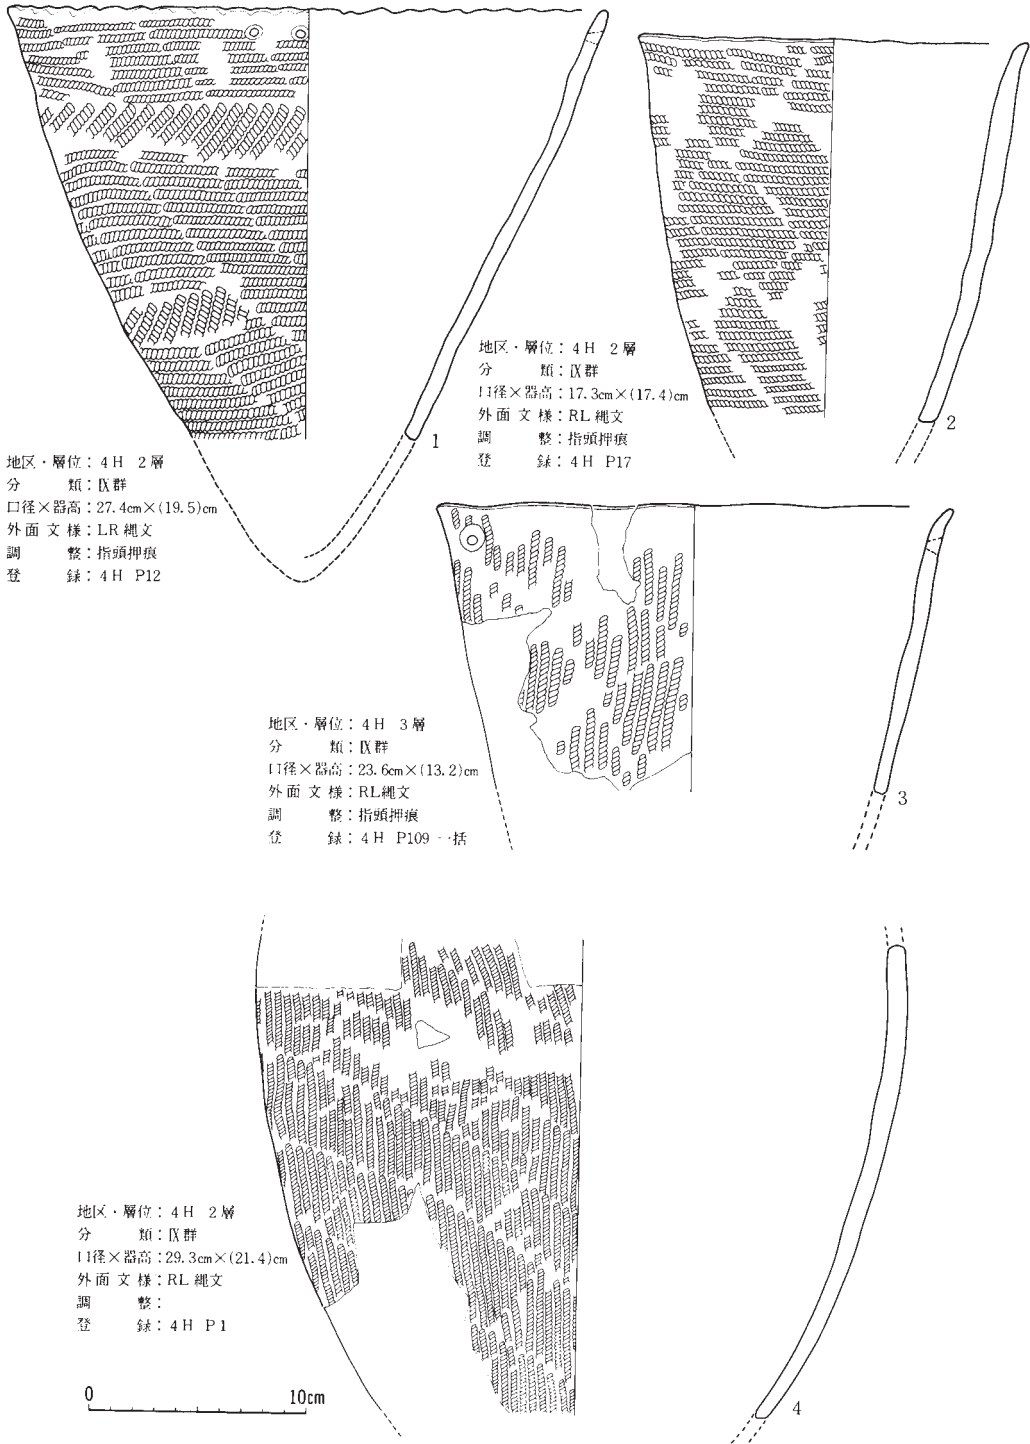 1
地区・層位：4H 2層
分 類：Ⅸ群
口径×器高：27.4cm×(19.5)cm
外面文様：LR縄文
調 整：指頭押痕
登 録：4H P12
地区・層位：4H 2層
分 類：Ⅸ群
口径×器高：17.3cm×(17.4)cm
外面文様：RL縄文
調 整：指頭押痕
登 録：4H P17
2
地区・層位：4H 3層
分 類：Ⅸ群
口径×器高：23.6cm×(13.2)cm
外面文様：RL縄文
調 整：指頭押痕
登 録：4H P109 一括
3
地区・層位：4H 2層
分 類：Ⅸ群
口径×器高：29.3cm×(21.4)cm
外面文様：RL縄文
調 整：
登 録：4H P1
4
0 10cm